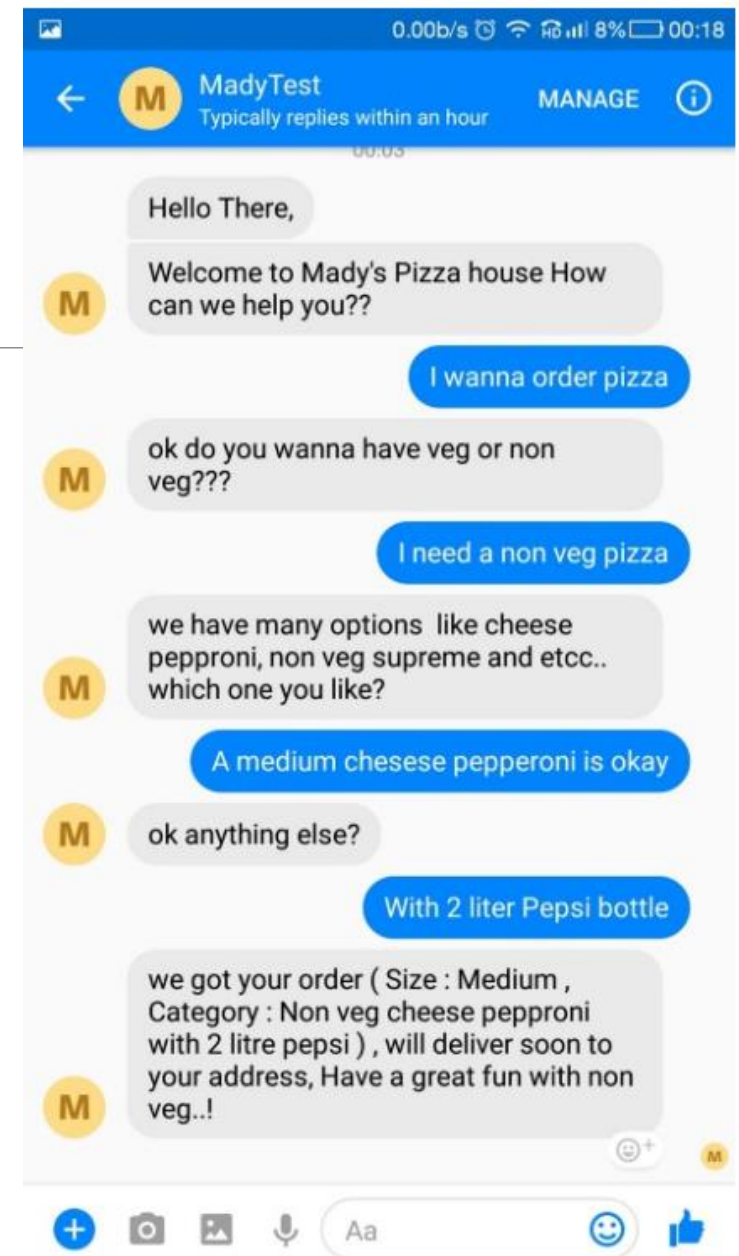 0.00b/s HD 8% 00:18
M MadyTest MANAGE
Typically replies within an hour
00:03
Hello There,
Welcome to Mady's Pizza house How
can we help you??
M
I wanna order pizza
ok do you wanna have veg or non
veg???
M
I need a non veg pizza
we have many options like cheese
pepproni, non veg supreme and etcc..
which one you like?
M
A medium chesese pepperoni is okay
M ok anything else?
With 2 liter Pepsi bottle
we got your order ( Size : Medium ,
Category : Non veg cheese pepproni
with 2 litre pepsi ) , will deliver soon to
your address, Have a great fun with non
veg..!
M
M
Aa